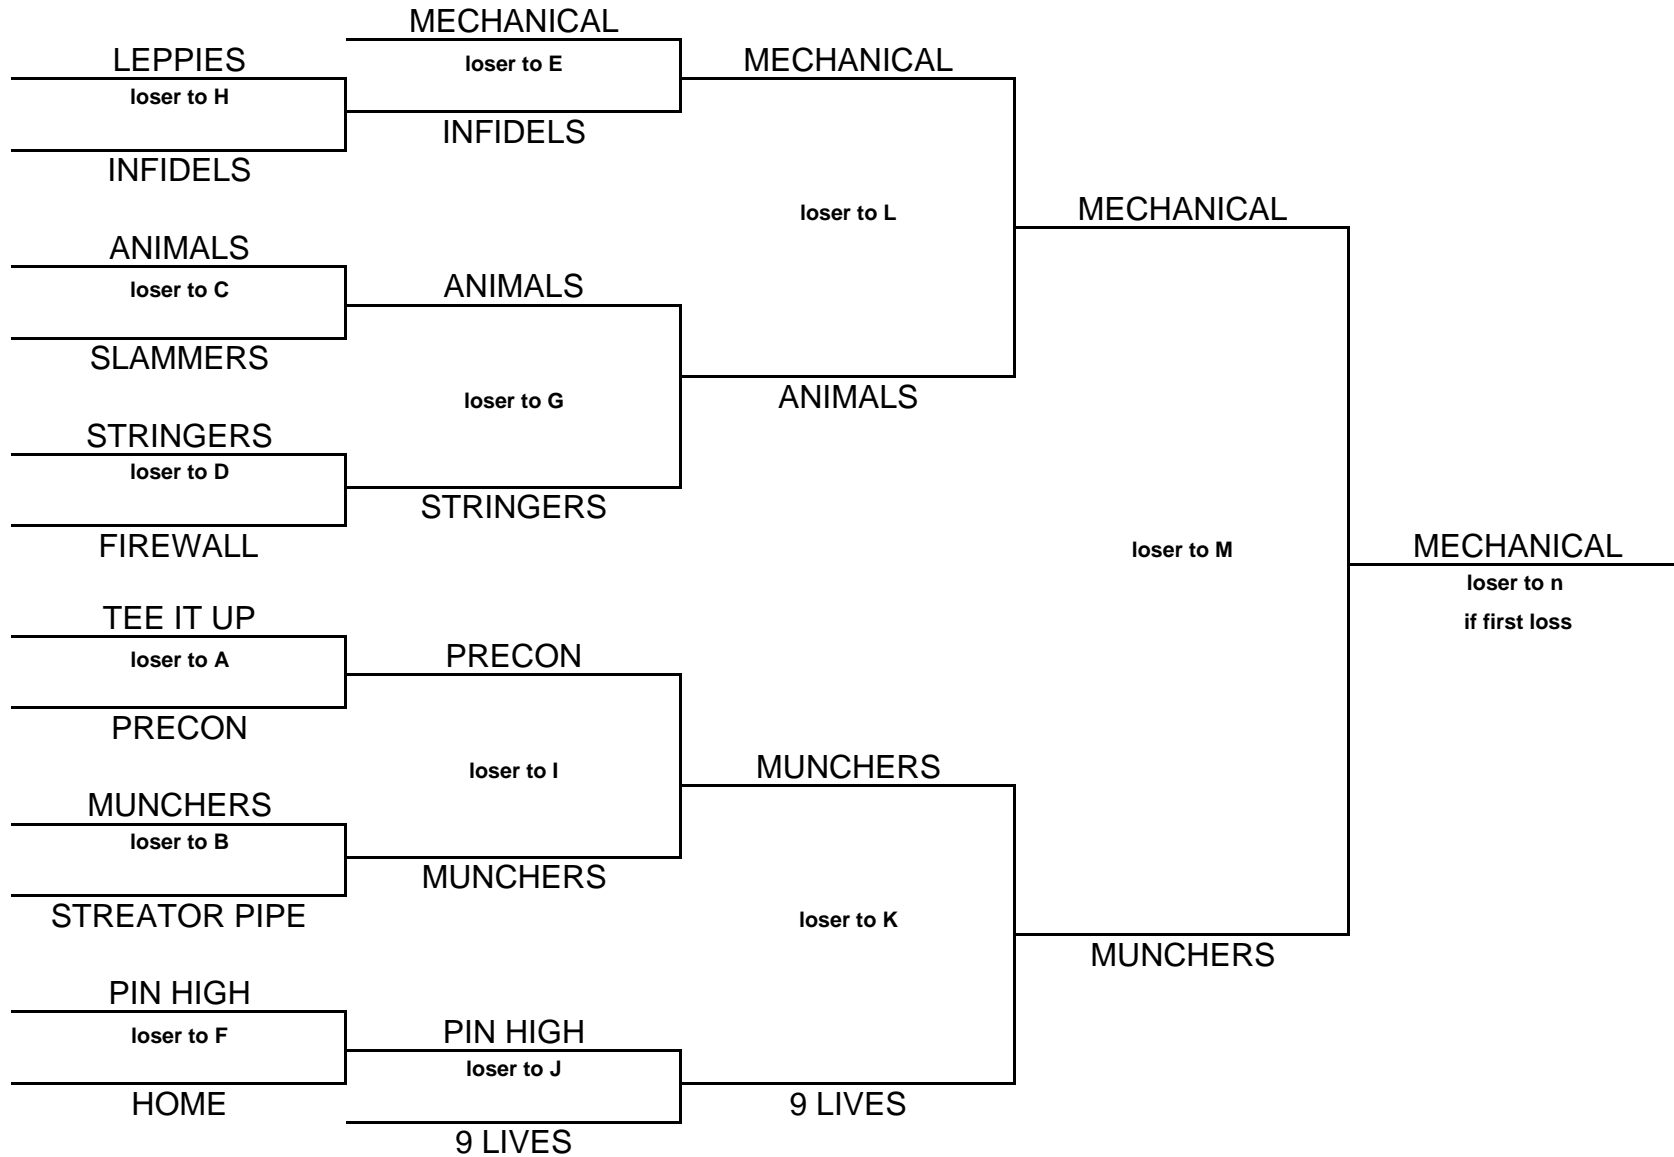 MECHANICAL
LEPPIES
loser to E
MECHANICAL
loser to H
INFIDELS
INFIDELS
loser to L
MECHANICAL
ANIMALS
loser to C
ANIMALS
SLAMMERS
loser to G
ANIMALS
STRINGERS
loser to D
STRINGERS
FIREWALL
loser to M
MECHANICAL
loser to n
if first loss
TEE IT UP
loser to A
PRECON
PRECON
loser to I
MUNCHERS
MUNCHERS
loser to B
MUNCHERS
STREATOR PIPE
loser to K
MUNCHERS
PIN HIGH
loser to F
PIN HIGH
loser to J
HOME
9 LIVES
9 LIVES